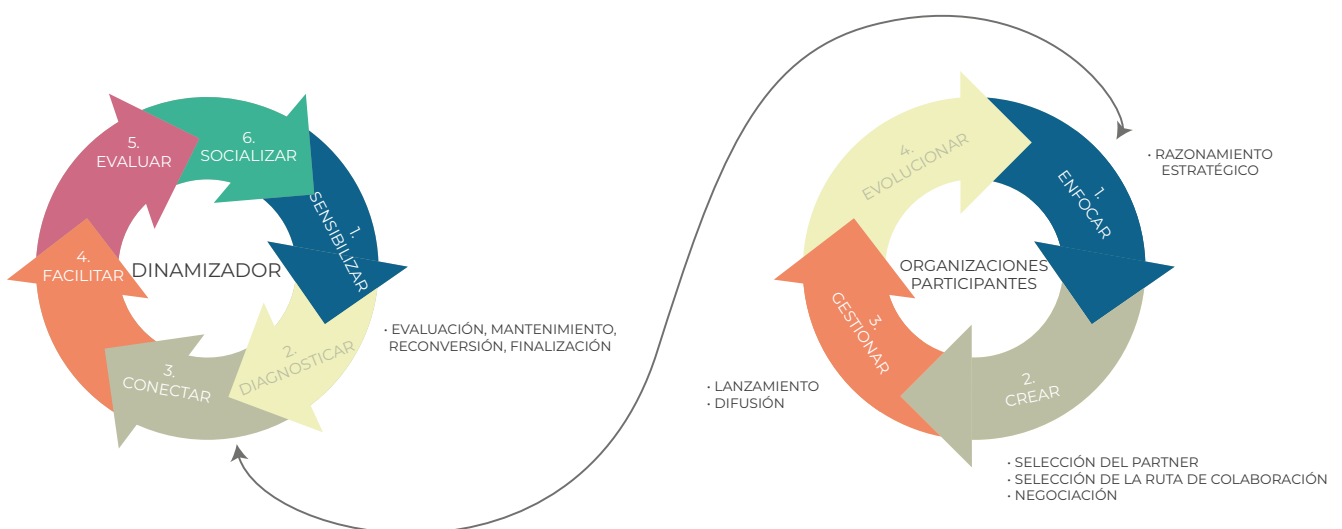 DINAMIZADOR
1.
SENSIBILIZAR
2.
DIAGNOSTICAR
3.
CONECTAR
4.
FACILITAR
5.
EVALUAR
6.
SOCIALIZAR
· EVALUACIÓN, MANTENIMIENTO,
RECONVERSIÓN, FINALIZACIÓN
ORGANIZACIONES
PARTICIPANTES
1.
ENFOCAR
· RAZONAMIENTO
ESTRATÉGICO
2.
CREAR
· SELECCIÓN DEL PARTNER
· SELECCIÓN DE LA RUTA DE COLABORACIÓN
· NEGOCIACIÓN
3.
GESTIONAR
· LANZAMIENTO
· DIFUSIÓN
4.
EVOLUCIONAR